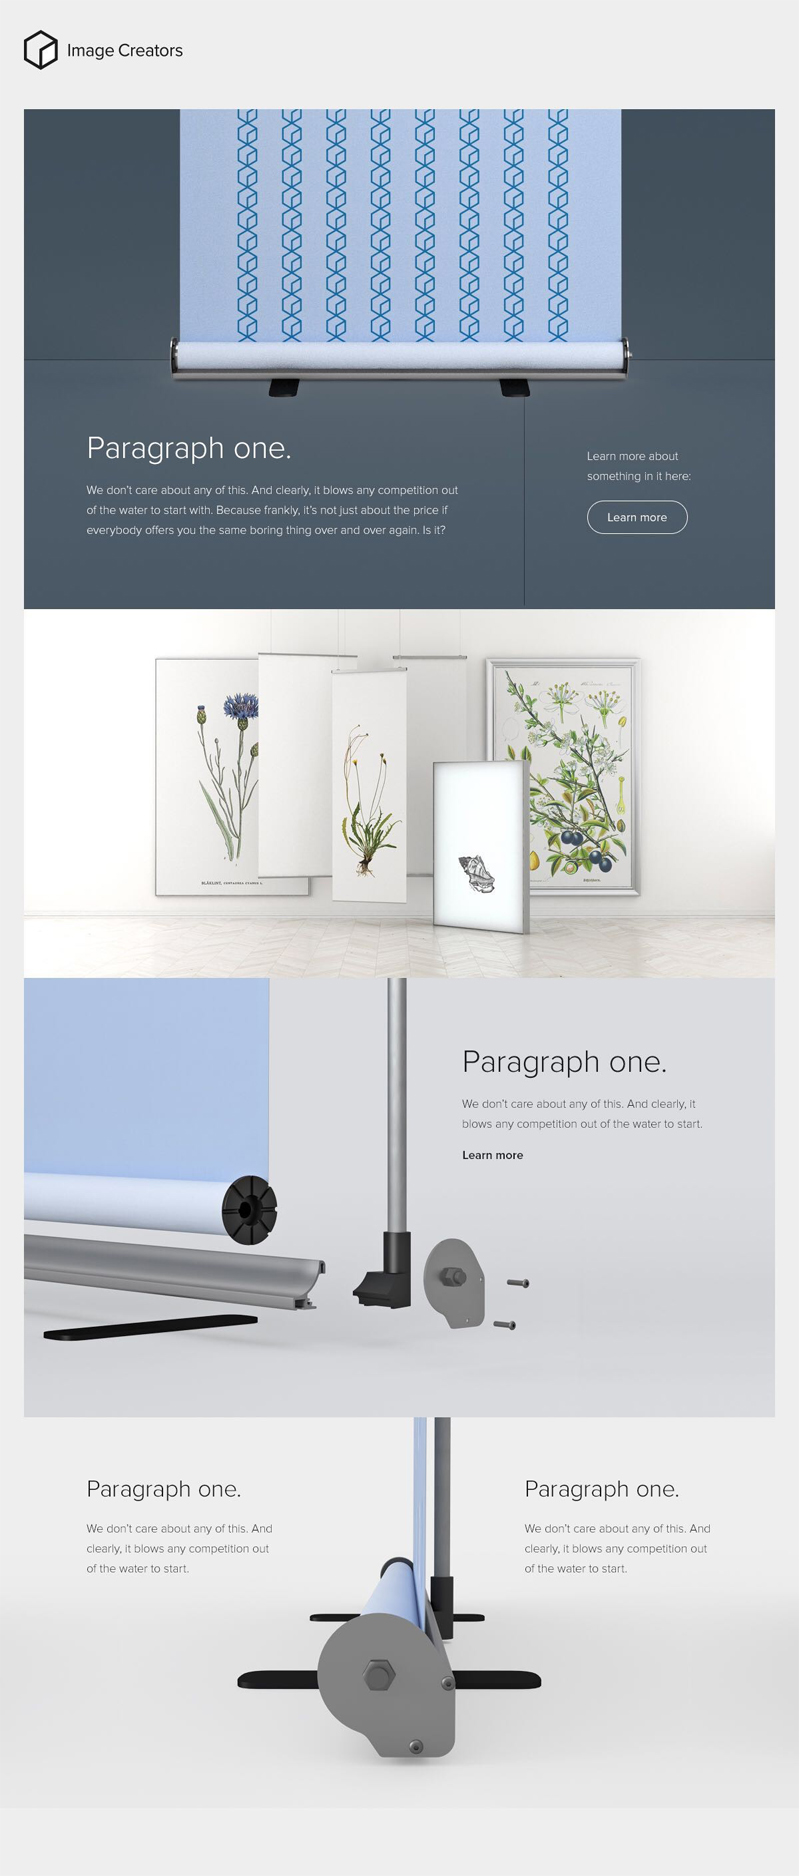 Image Creators
Paragraph one.
We don't care about any of this. And clearly, it blows any competition out
of the water to start with. Because frankly, it's not just about the price if
everybody offers you the same boring thing over and over again. Is it?
Learn more about
something in it here:
Learn more
Paragraph one.
We don't care about any of this. And clearly, it
blows any competition out of the water to start.
Learn more
Paragraph one.
We don't care about any of this. And
clearly, it blows any competition out
of the water to start.
Paragraph one.
We don't care about any of this. And
clearly, it blows any competition out
of the water to start.